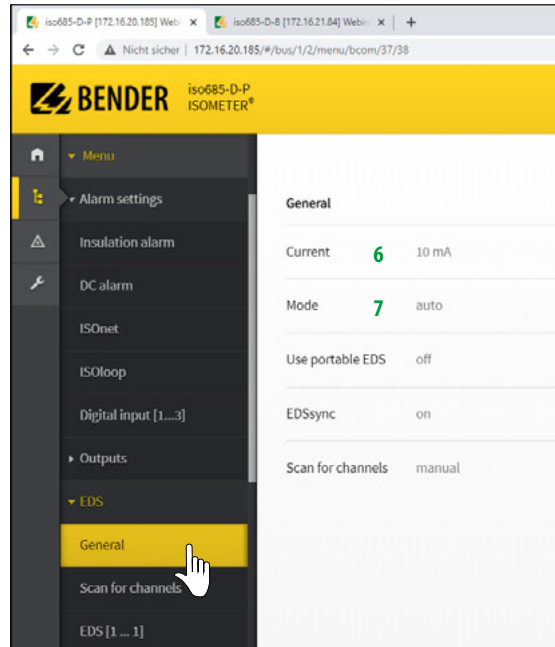 iso685-D-P [172.16.20.185] Web
iso685-D-B [172.16.21.84] Webin
Nicht sicher | 172.16.20.185/#/bus/1/2/menu/bcom/37/38
BENDER
iso685-D-P
ISOMETER®
Menu
Alarm settings
Insulation alarm
DC alarm
ISOnet
ISOloop
Digital input [1...3]
Outputs
EDS
General
Scan for channels
EDS [1 ... 1]
General
Current 6 10 mA
Mode 7 auto
Use portable EDS off
EDSsync on
Scan for channels manual